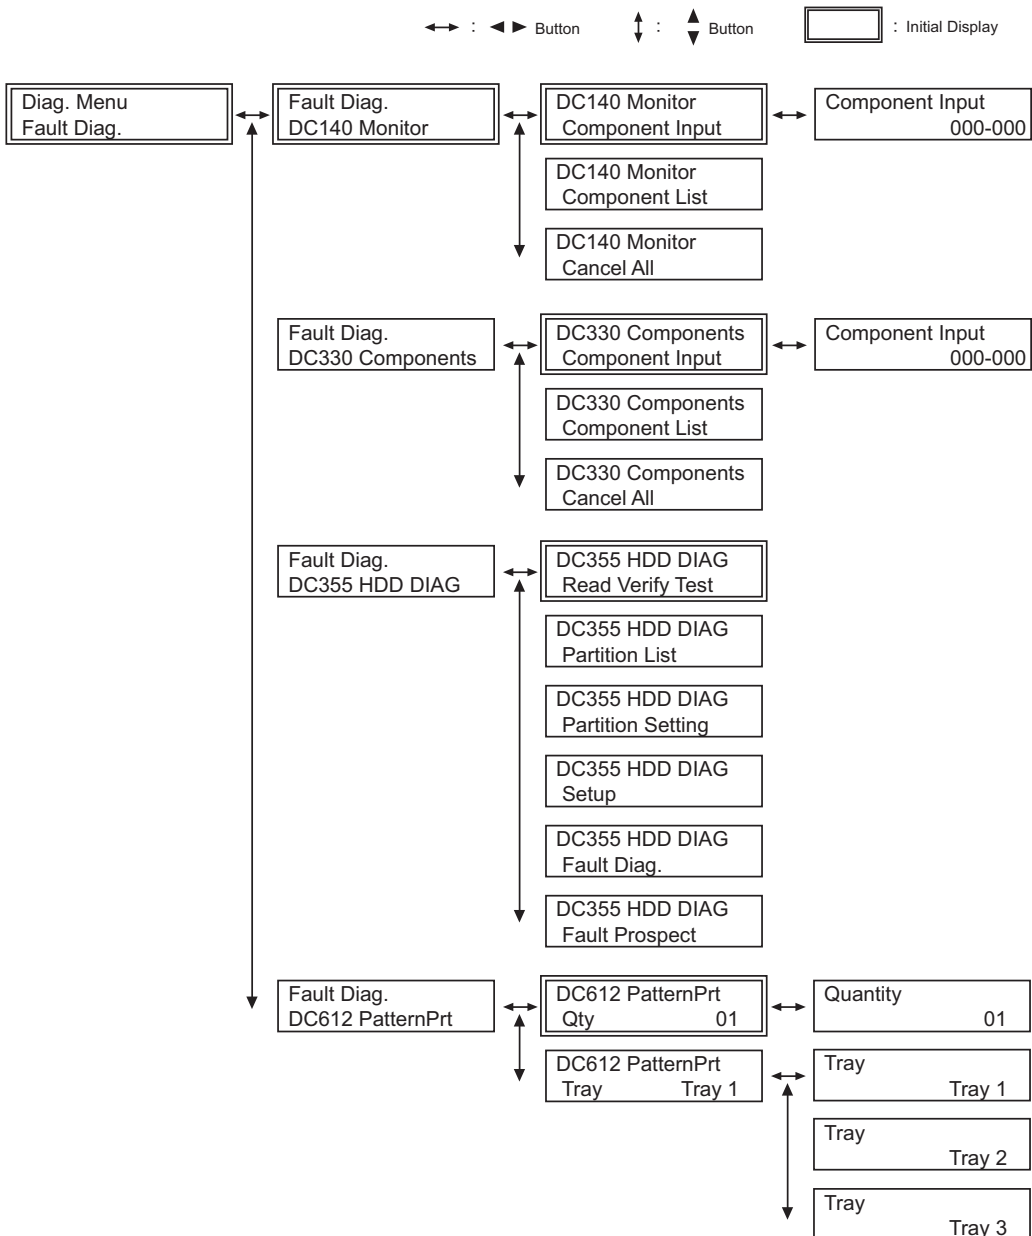 : Button : Button : Initial Display
Diag. Menu
Fault Diag.
Fault Diag.
DC140 Monitor
DC140 Monitor
Component Input
Component Input
000-000
DC140 Monitor
Component List
DC140 Monitor
Cancel All
Fault Diag.
DC330 Components
DC330 Components
Component Input
Component Input
000-000
DC330 Components
Component List
DC330 Components
Cancel All
Fault Diag.
DC355 HDD DIAG
DC355 HDD DIAG
Read Verify Test
DC355 HDD DIAG
Partition List
DC355 HDD DIAG
Partition Setting
DC355 HDD DIAG
Setup
DC355 HDD DIAG
Fault Diag.
DC355 HDD DIAG
Fault Prospect
Fault Diag.
DC612 PatternPrt
DC612 PatternPrt
Qty 01
Quantity
01
DC612 PatternPrt
Tray Tray 1
Tray
Tray 1
Tray
Tray 2
Tray
Tray 3